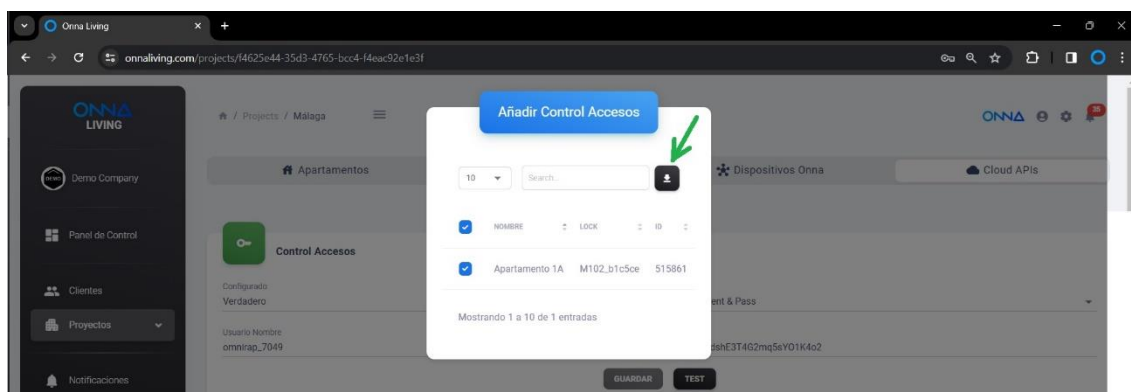 Onna Living
onnaliving.com/projects/f4625e44-35d3-4765-bcc4-f4eac92e1e3f
ONNA
LIVING
/ Projects / Málaga
Añadir Control Accesos
ONNA
Demo Company
Apartamentos
10
Search..
Dispositivos Onna
Cloud APIs
Panel de Control
NOMBRE LOCK ID
Control Accesos
Apartamento 1A M102_b1c5ce 515861
Clientes
Configurado
Verdadero
ent & Pass
Mostrando 1 a 10 de 1 entradas
Proyectos
Usuario Nombre
omnirap_7049
GUARDAR TEST
Notificaciones